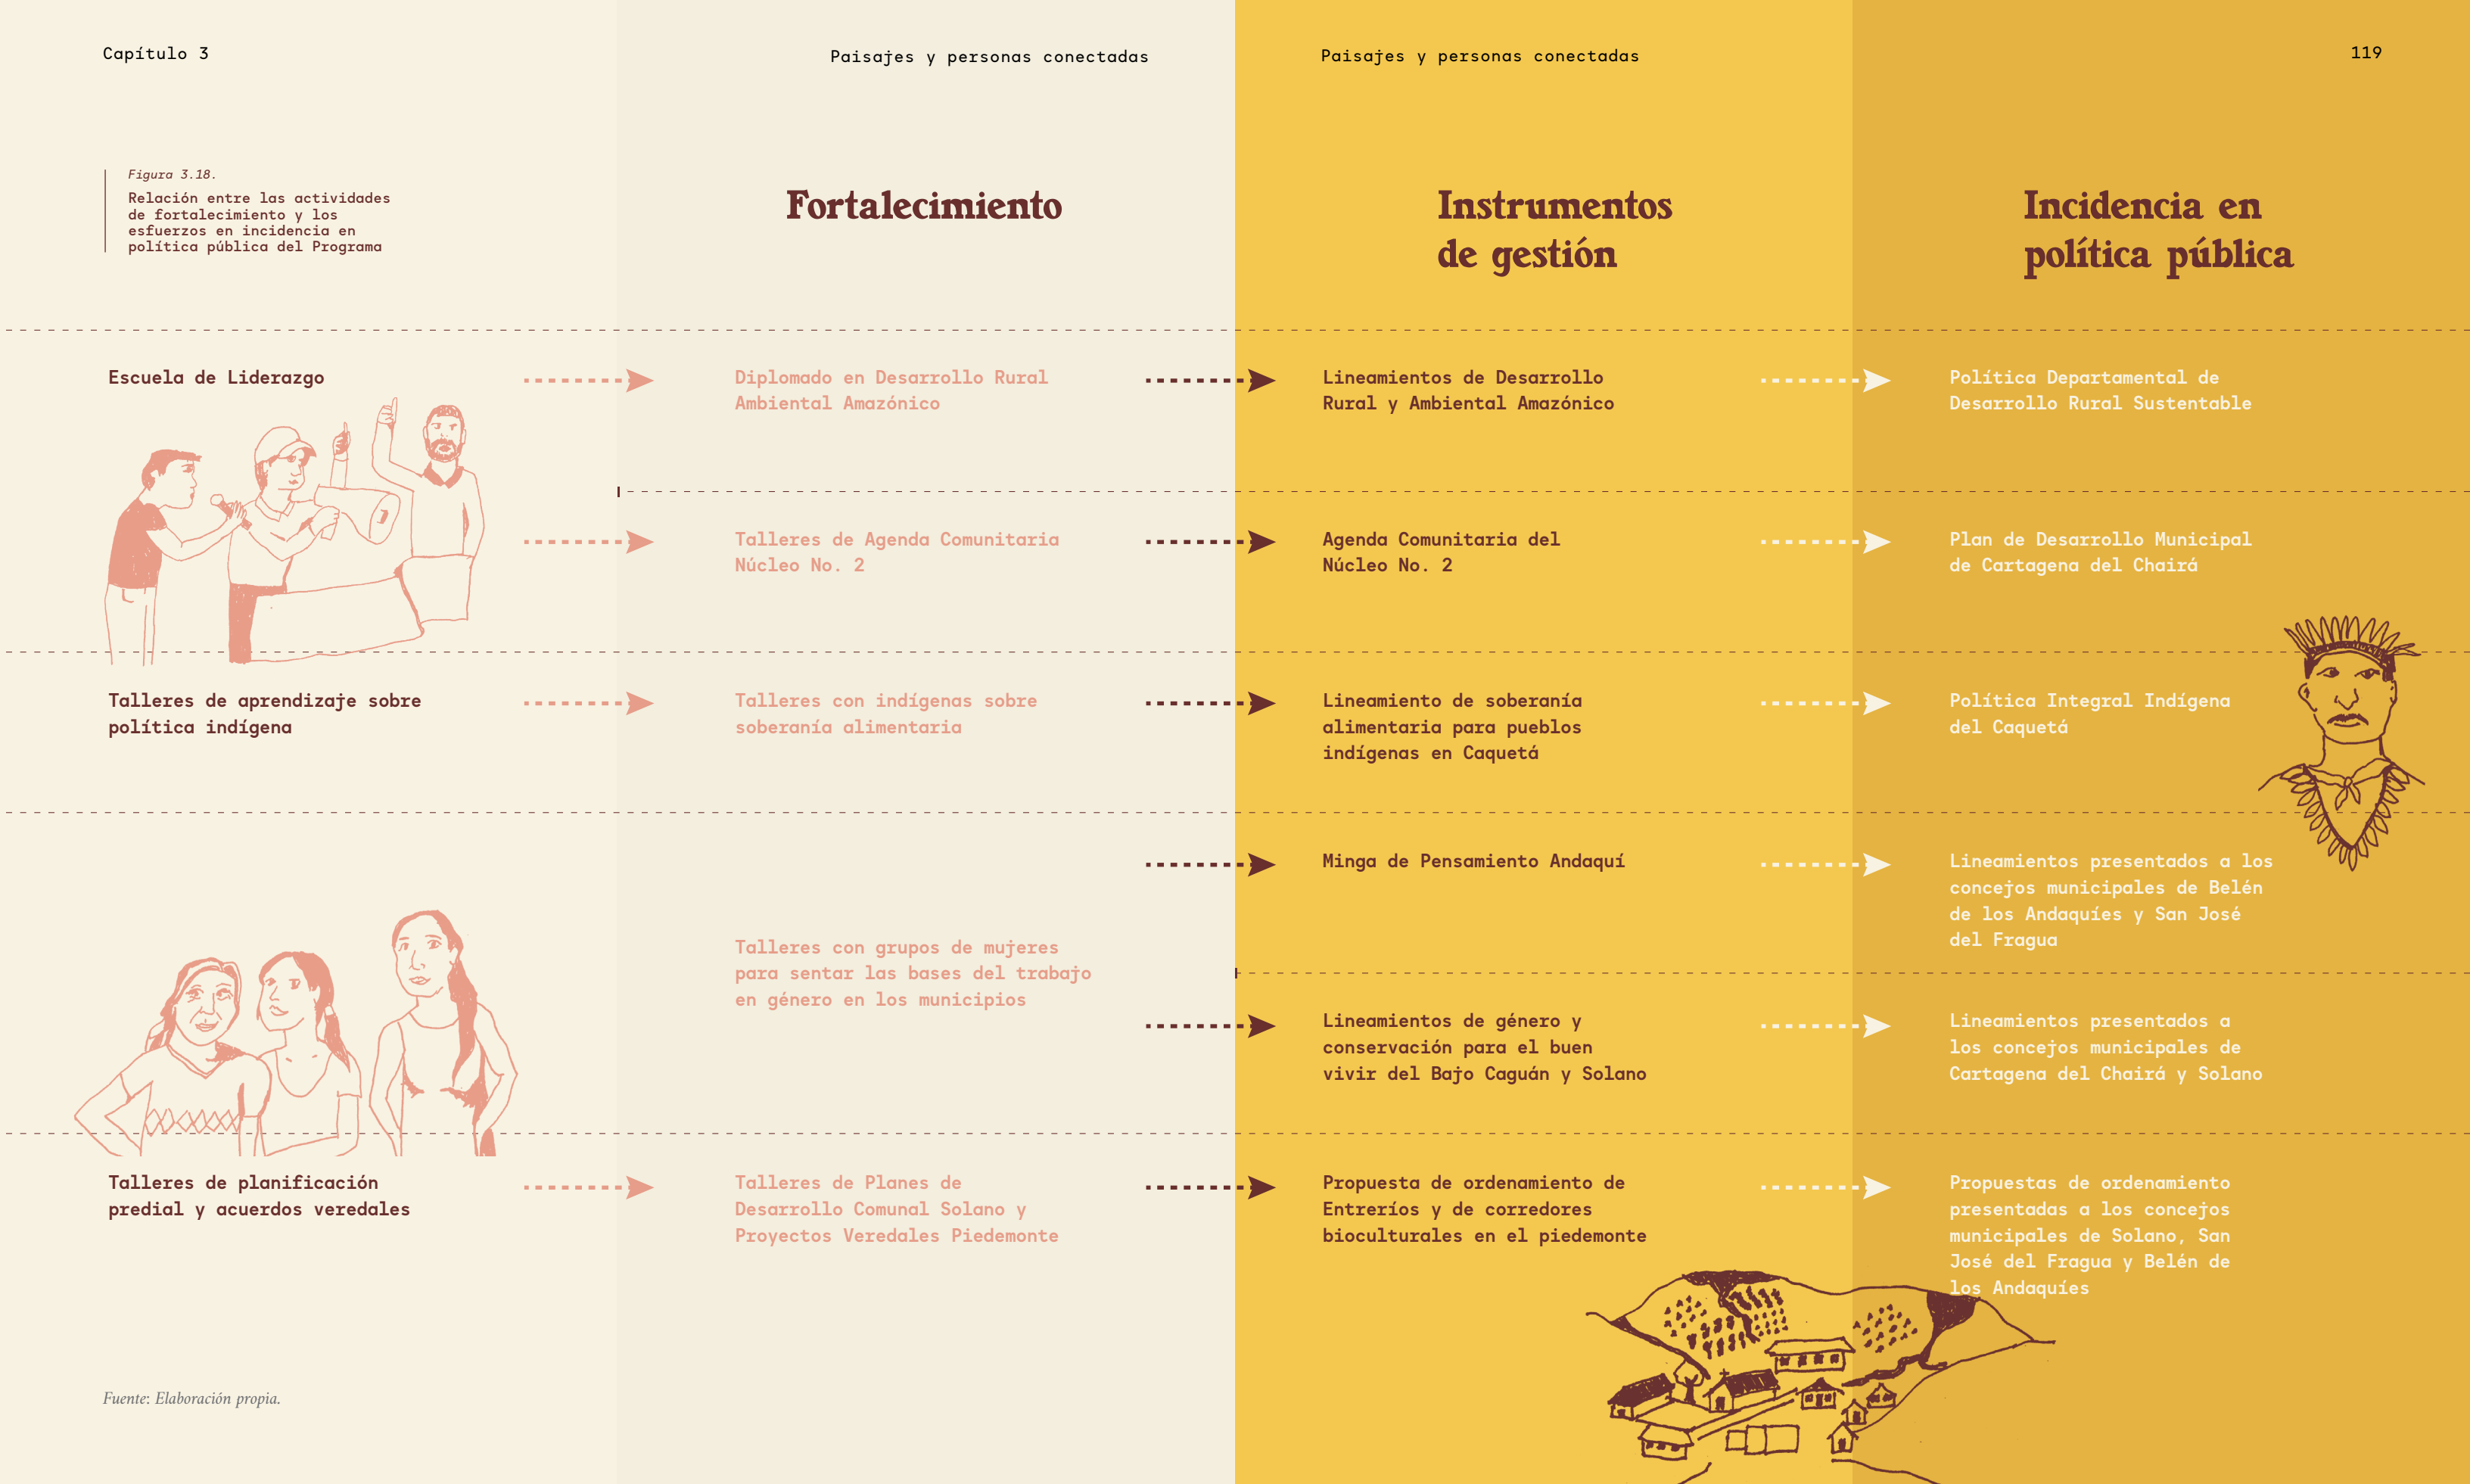 Capítulo 3
Paisajes y personas conectadas
Paisajes y personas conectadas
119
Figura 3.18.
Relación entre las actividades
de fortalecimiento y los
esfuerzos en incidencia en
política pública del Programa
Fortalecimiento
Instrumentos
de gestión
Incidencia en
política pública
Escuela de Liderazgo
Diplomado en Desarrollo Rural
Ambiental Amazónico
Lineamientos de Desarrollo
Rural y Ambiental Amazónico
Política Departamental de
Desarrollo Rural Sustentable
Talleres de Agenda Comunitaria
Núcleo No. 2
Agenda Comunitaria del
Núcleo No. 2
Plan de Desarrollo Municipal
de Cartagena del Chairá
Talleres de aprendizaje sobre
política indígena
Talleres con indígenas sobre
soberanía alimentaria
Lineamiento de soberanía
alimentaria para pueblos
indígenas en Caquetá
Política Integral Indígena
del Caquetá
Talleres con grupos de mujeres
para sentar las bases del trabajo
en género en los municipios
Minga de Pensamiento Andaquí
Lineamientos presentados a los
concejos municipales de Belén
de los Andaquíes y San José
del Fragua
Lineamientos de género y
conservación para el buen
vivir del Bajo Caguán y Solano
Lineamientos presentados a
los concejos municipales de
Cartagena del Chairá y Solano
Talleres de planificación
predial y acuerdos veredales
Talleres de Planes de
Desarrollo Comunal Solano y
Proyectos Veredales Piedemonte
Propuesta de ordenamiento de
Entreríos y de corredores
bioculturales en el piedemonte
Propuestas de ordenamiento
presentadas a los concejos
municipales de Solano, San
José del Fragua y Belén de
los Andaquíes
Fuente: Elaboración propia.